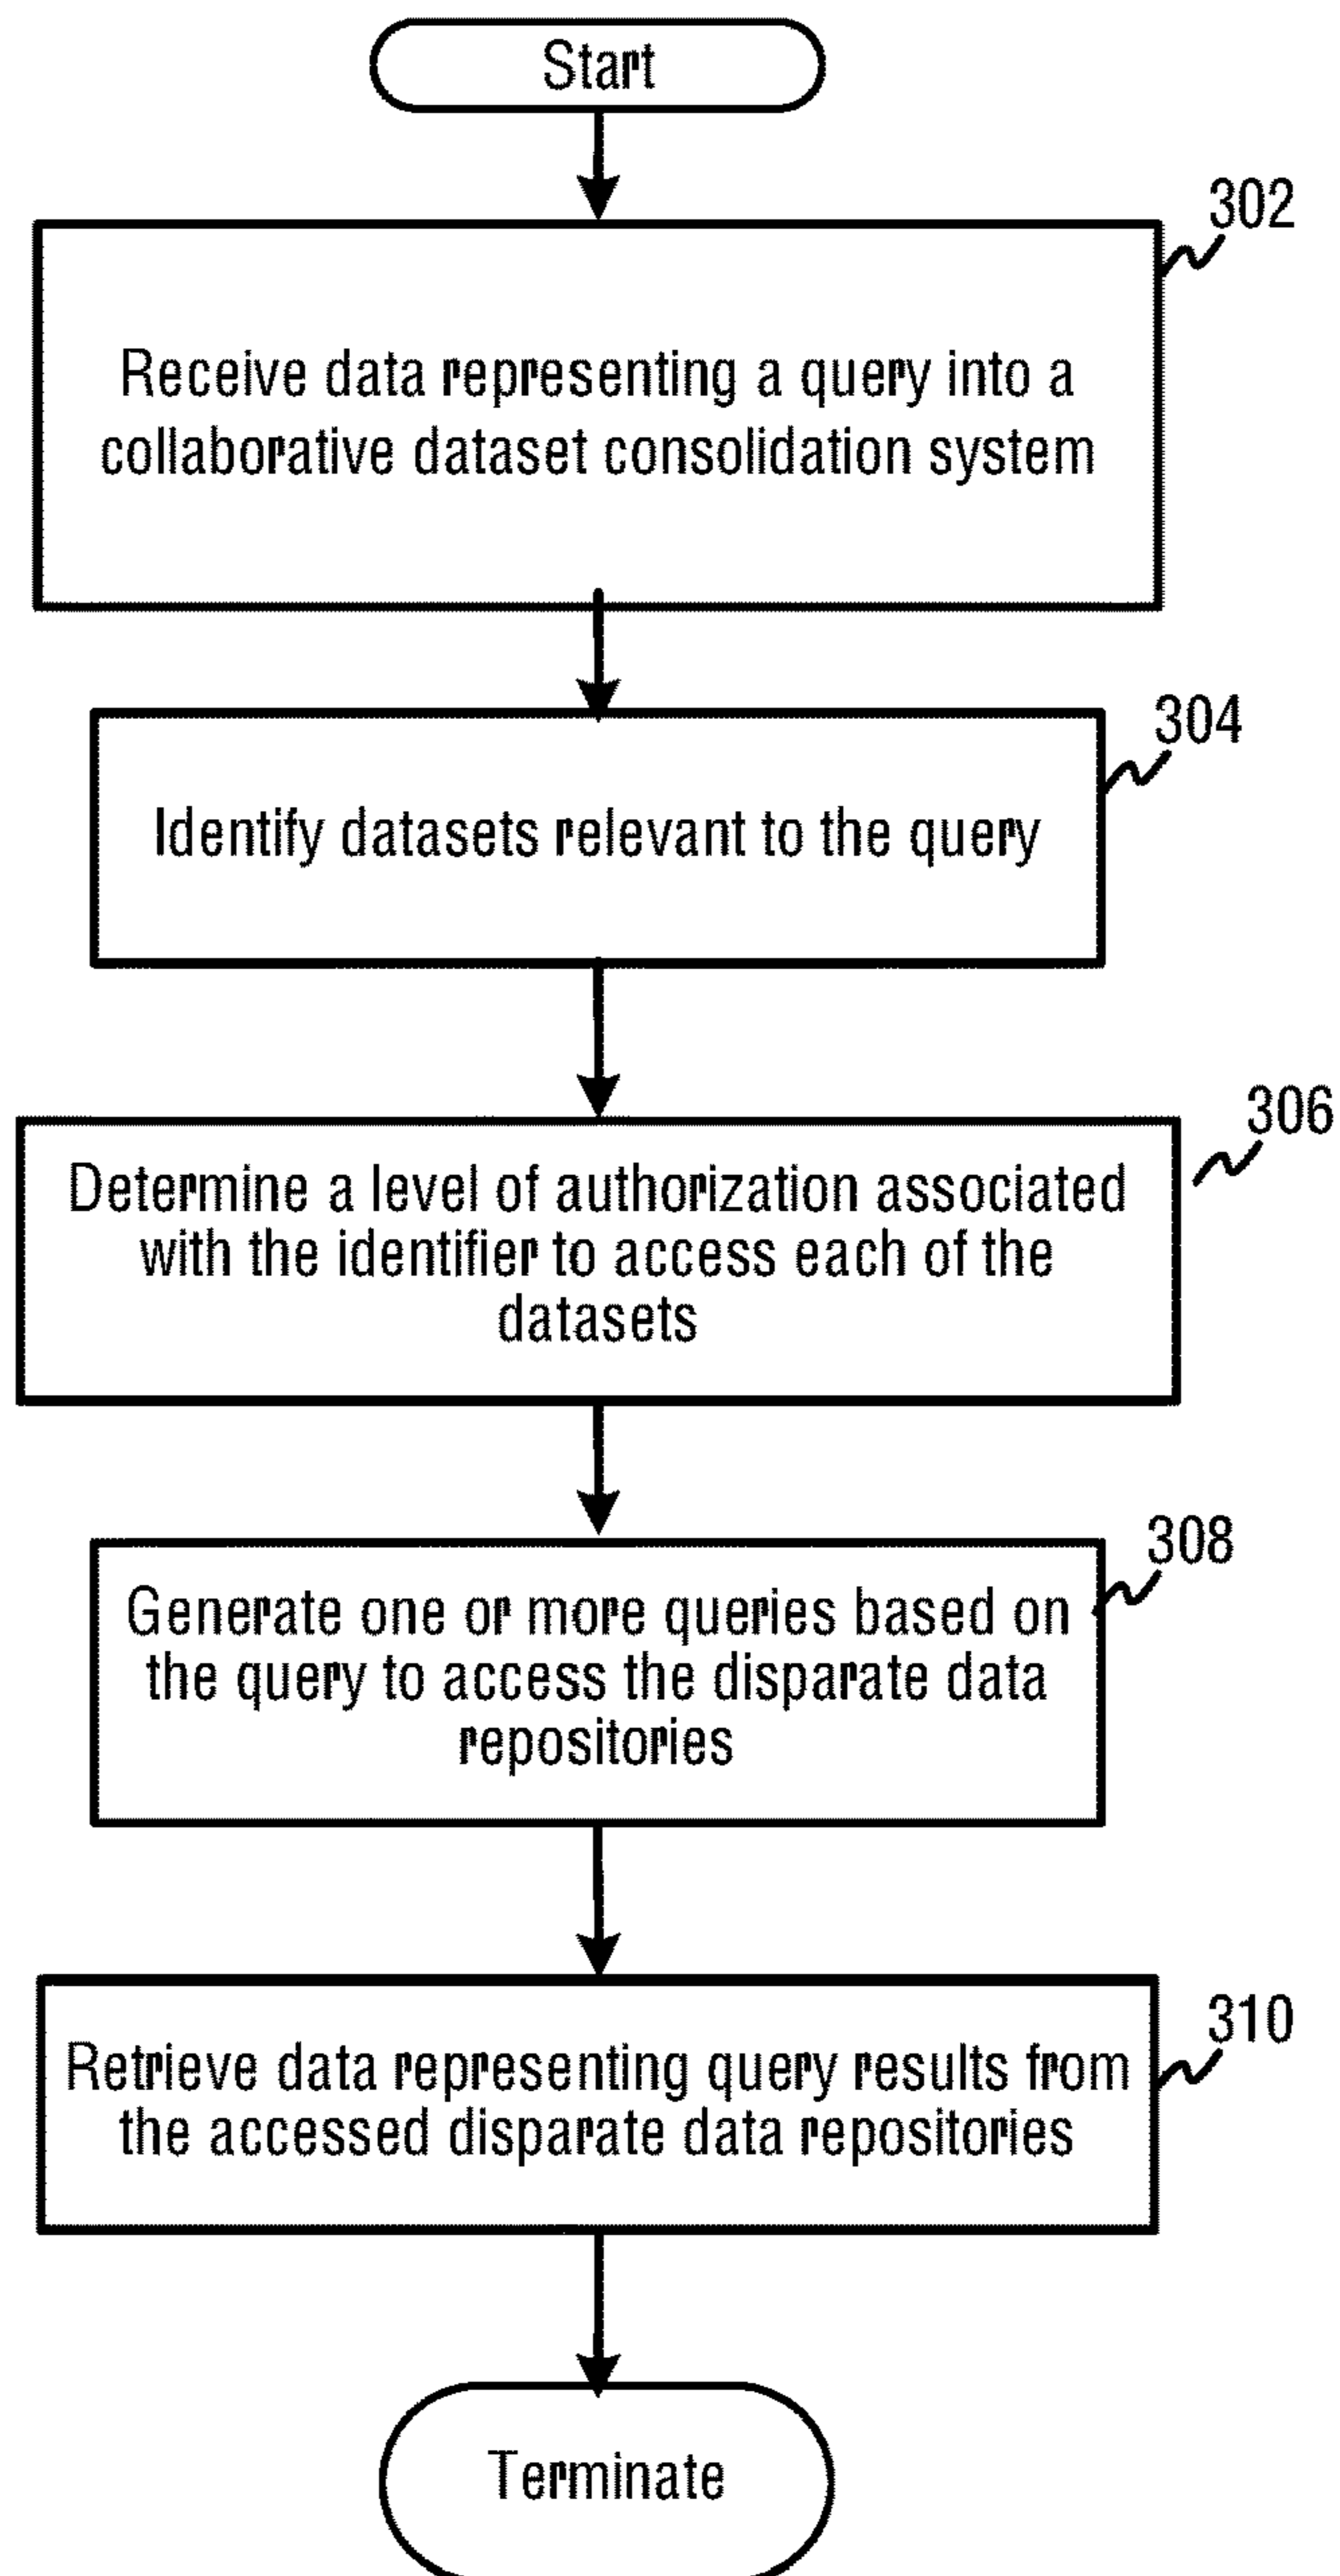 Start
302
Receive data representing a query into a
collaborative dataset consolidation system
304
Identify datasets relevant to the query
306
Determine a level of authorization associated
with the identifier to access each of the
datasets
308
Generate one or more queries based on
the query to access the disparate data
repositories
310
Retrieve data representing query results from
the accessed disparate data repositories
Terminate